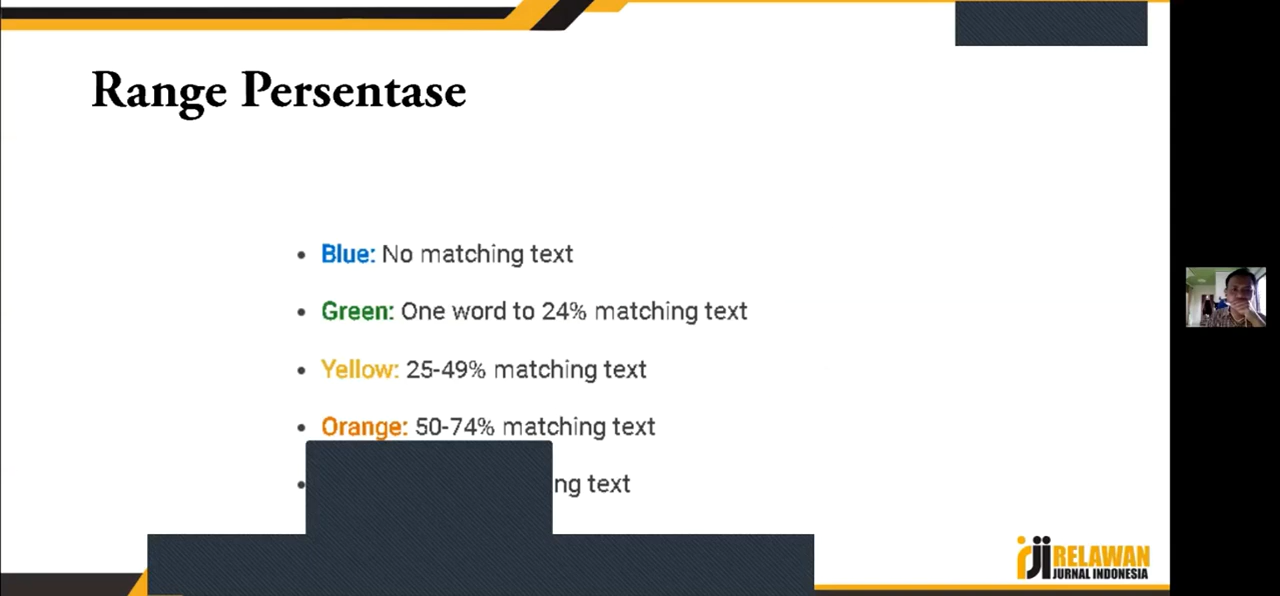 Range Persentase
• Blue: No matching text
• Green: One word to 24% matching text
• Yellow: 25-49% matching text
• Orange: 50-74% matching text
• ng text
rji RELAWAN
JURNAL INDONESIA